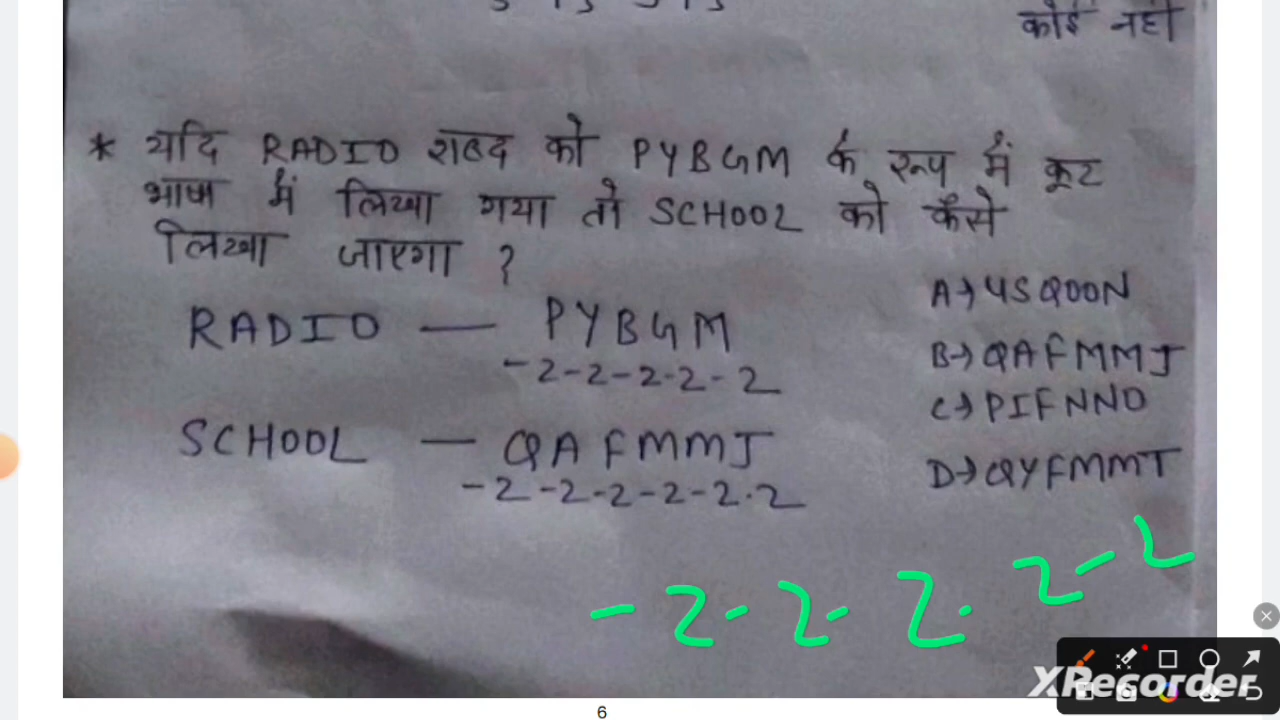 कोई नहीं
* यदि RADIO शब्द को PYBGM के रूप में कूट
भाषा में लिखा गया तो SCHOOL को कैसे
लिखा जाएगा ?
RADIO — PYBGM
-2-2-2-2-2
SCHOOL — QAFMMJ
-2-2-2-2-2.2
A→ USQOON
B→ QAFMMJ
C→ PIFNNO
D→ QYFMMT
-2-2-2.2-2
XRecorder
6